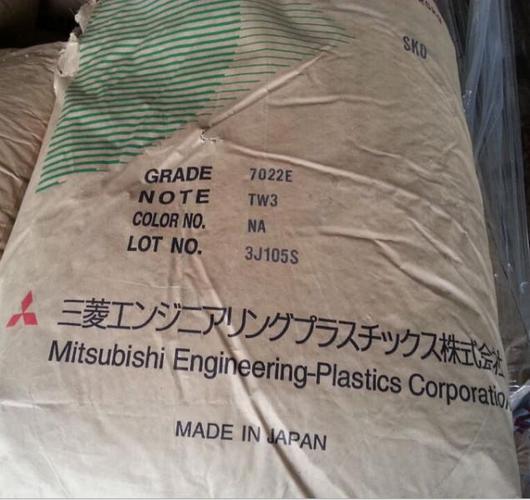 SKD
GRADE 7022E
NOTE TW3
COLOR NO. NA
LOT NO. 3J105S
三菱エンジニアリングプラスチックス株式会社
Mitsubishi Engineering-Plastics Corporation
MADE IN JAPAN